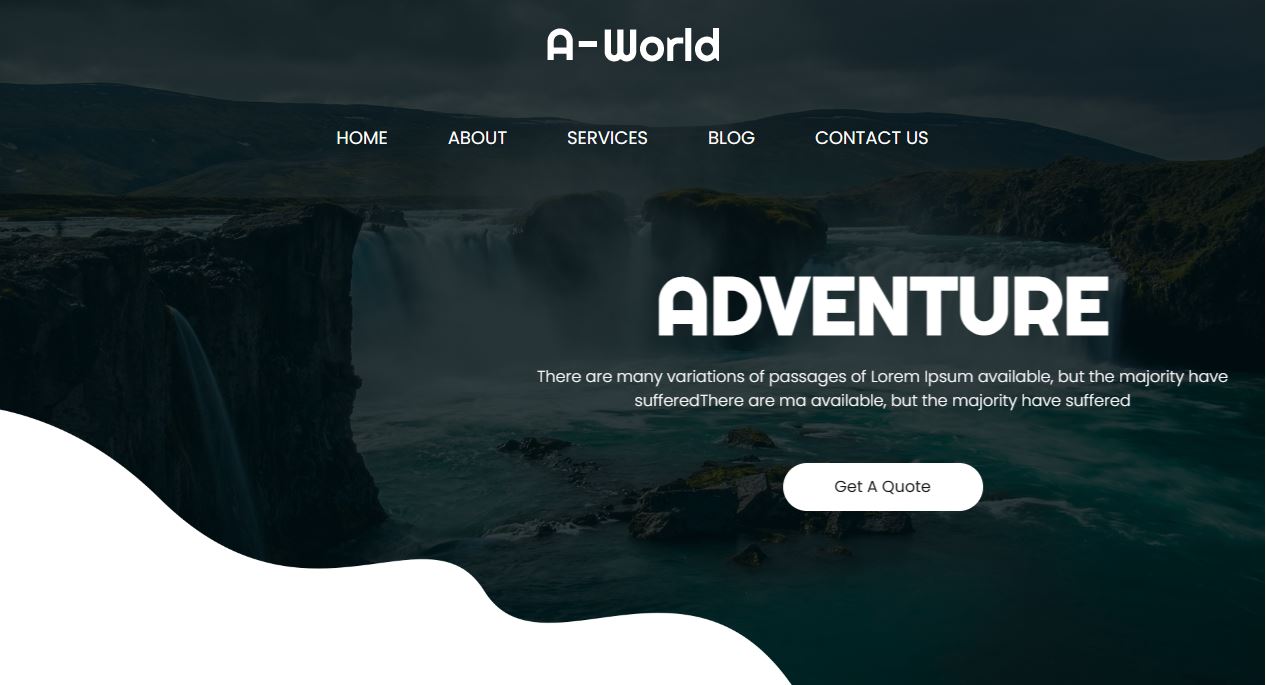 A-World
HOME ABOUT SERVICES BLOG CONTACT US
ADVENTURE
There are many variations of passages of Lorem Ipsum available, but the majority have
sufferedThere are ma available, but the majority have suffered
Get A Quote